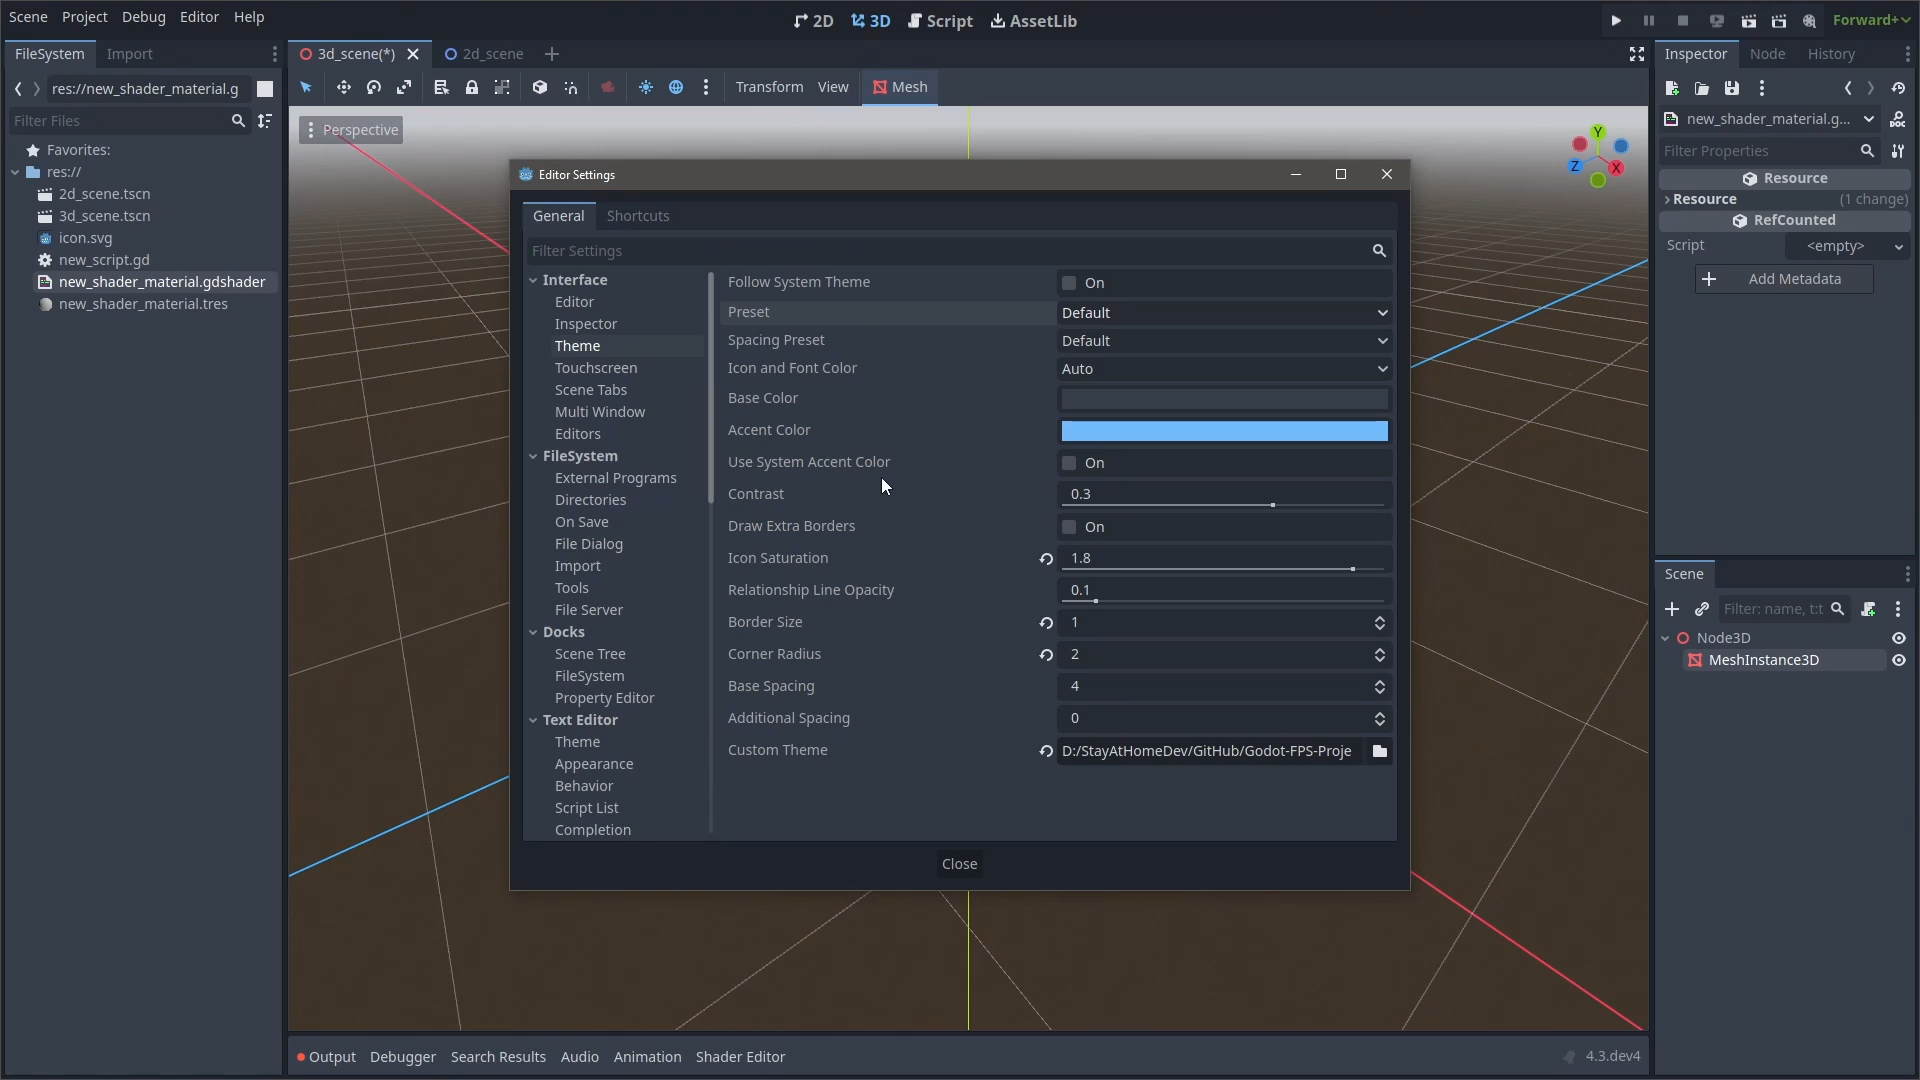 Scene Project Debug Editor Help
2D 3D Script AssetLib
Forward+
FileSystem Import
3d_scene(*) 2d_scene
Inspector Node History
res://new_shader_material.g
Transform View Mesh
Filter Files
Perspective
Favorites:
res://
2d_scene.tscn
3d_scene.tscn
icon.svg
new_script.gd
new_shader_material.gdshader
new_shader_material.tres
Y
Z
X
Editor Settings
General Shortcuts
Filter Settings
Interface
Editor
Inspector
Theme
Touchscreen
Scene Tabs
Multi Window
Editors
FileSystem
External Programs
Directories
On Save
File Dialog
Import
Tools
File Server
Docks
Scene Tree
FileSystem
Property Editor
Text Editor
Theme
Appearance
Behavior
Script List
Completion
Follow System Theme On
Preset Default
Spacing Preset Default
Icon and Font Color Auto
Base Color
Accent Color
Use System Accent Color On
Contrast 0.3
Draw Extra Borders On
Icon Saturation 1.8
Relationship Line Opacity 0.1
Border Size 1
Corner Radius 2
Base Spacing 4
Additional Spacing 0
Custom Theme D:/StayAtHomeDev/GitHub/Godot-FPS-Proje
Close
new_shader_material.g...
Filter Properties
Resource
Resource (1 change)
RefCounted
Script <empty>
Add Metadata
Scene
Filter: name, t:t
Node3D
MeshInstance3D
Output Debugger Search Results Audio Animation Shader Editor
4.3.dev4